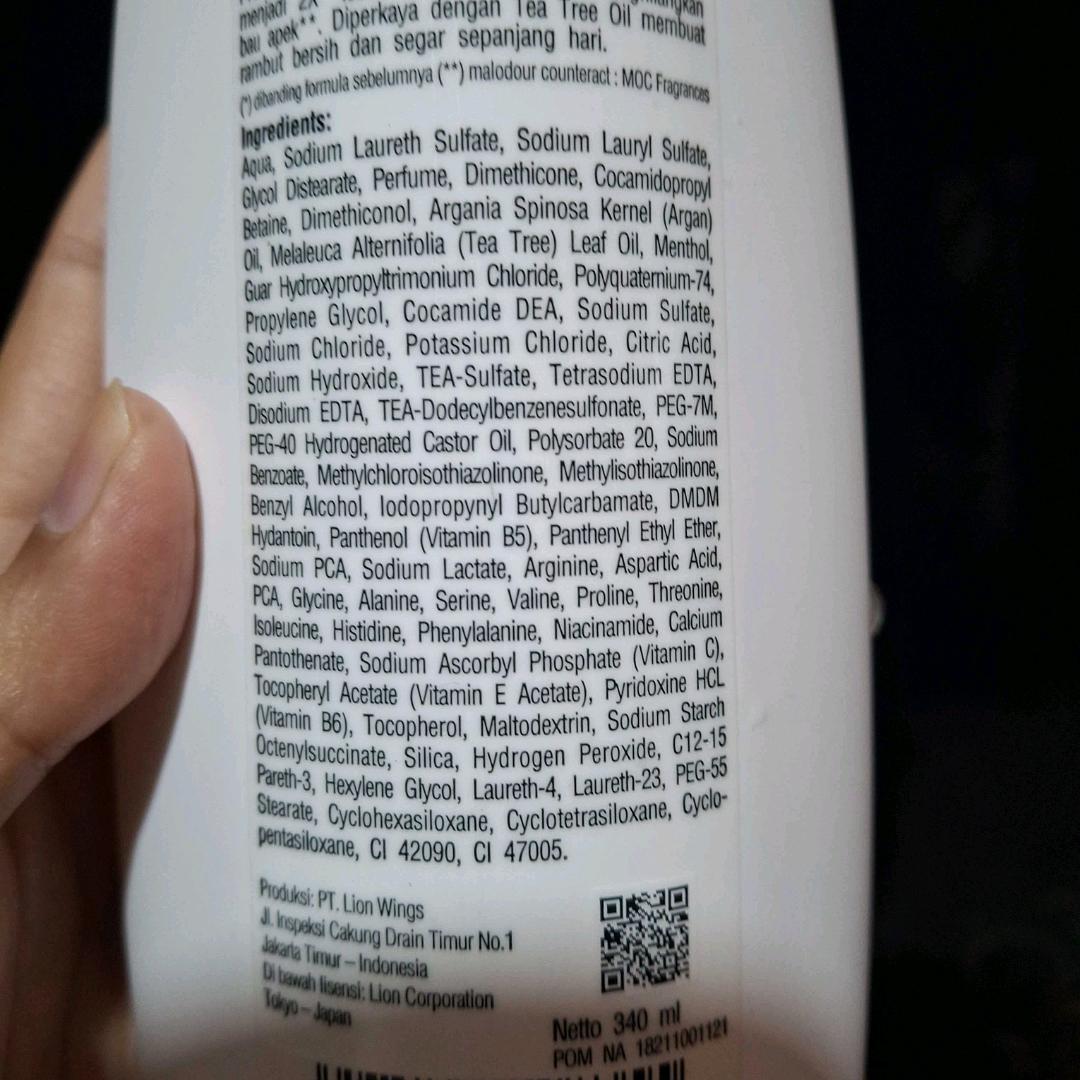 menjadi 2X
bau apek**. Diperkaya dengan Tea Tree Oil membuat
rambut bersih dan segar sepanjang hari.
(*) dibanding formula sebelumnya (**) malodour counteract : MOC Fragrances
Ingredients:
Aqua, Sodium Laureth Sulfate, Sodium Lauryl Sulfate,
Glycol Distearate, Perfume, Dimethicone, Cocamidopropyl
Betaine, Dimethiconol, Argania Spinosa Kernel (Argan)
Oil, Melaleuca Alternifolia (Tea Tree) Leaf Oil, Menthol,
Guar Hydroxypropyltrimonium Chloride, Polyquaternium-74,
Propylene Glycol, Cocamide DEA, Sodium Sulfate,
Sodium Chloride, Potassium Chloride, Citric Acid,
Sodium Hydroxide, TEA-Sulfate, Tetrasodium EDTA,
Disodium EDTA, TEA-Dodecylbenzenesulfonate, PEG-7M,
PEG-40 Hydrogenated Castor Oil, Polysorbate 20, Sodium
Benzoate, Methylchloroisothiazolinone, Methylisothiazolinone,
Benzyl Alcohol, Iodopropynyl Butylcarbamate, DMDM
Hydantoin, Panthenol (Vitamin B5), Panthenyl Ethyl Ether,
Sodium PCA, Sodium Lactate, Arginine, Aspartic Acid,
PCA, Glycine, Alanine, Serine, Valine, Proline, Threonine,
Isoleucine, Histidine, Phenylalanine, Niacinamide, Calcium
Pantothenate, Sodium Ascorbyl Phosphate (Vitamin C),
Tocopheryl Acetate (Vitamin E Acetate), Pyridoxine HCL
(Vitamin B6), Tocopherol, Maltodextrin, Sodium Starch
Octenylsuccinate, Silica, Hydrogen Peroxide, C12-15
Pareth-3, Hexylene Glycol, Laureth-4, Laureth-23, PEG-55
Stearate, Cyclohexasiloxane, Cyclotetrasiloxane, Cyclo-
pentasiloxane, CI 42090, CI 47005.
Produksi: PT. Lion Wings
Jl. Inspeksi Cakung Drain Timur No.1
Jakarta Timur – Indonesia
Di bawah lisensi: Lion Corporation
Tokyo – Japan
Netto 340 ml
POM NA 18211001121